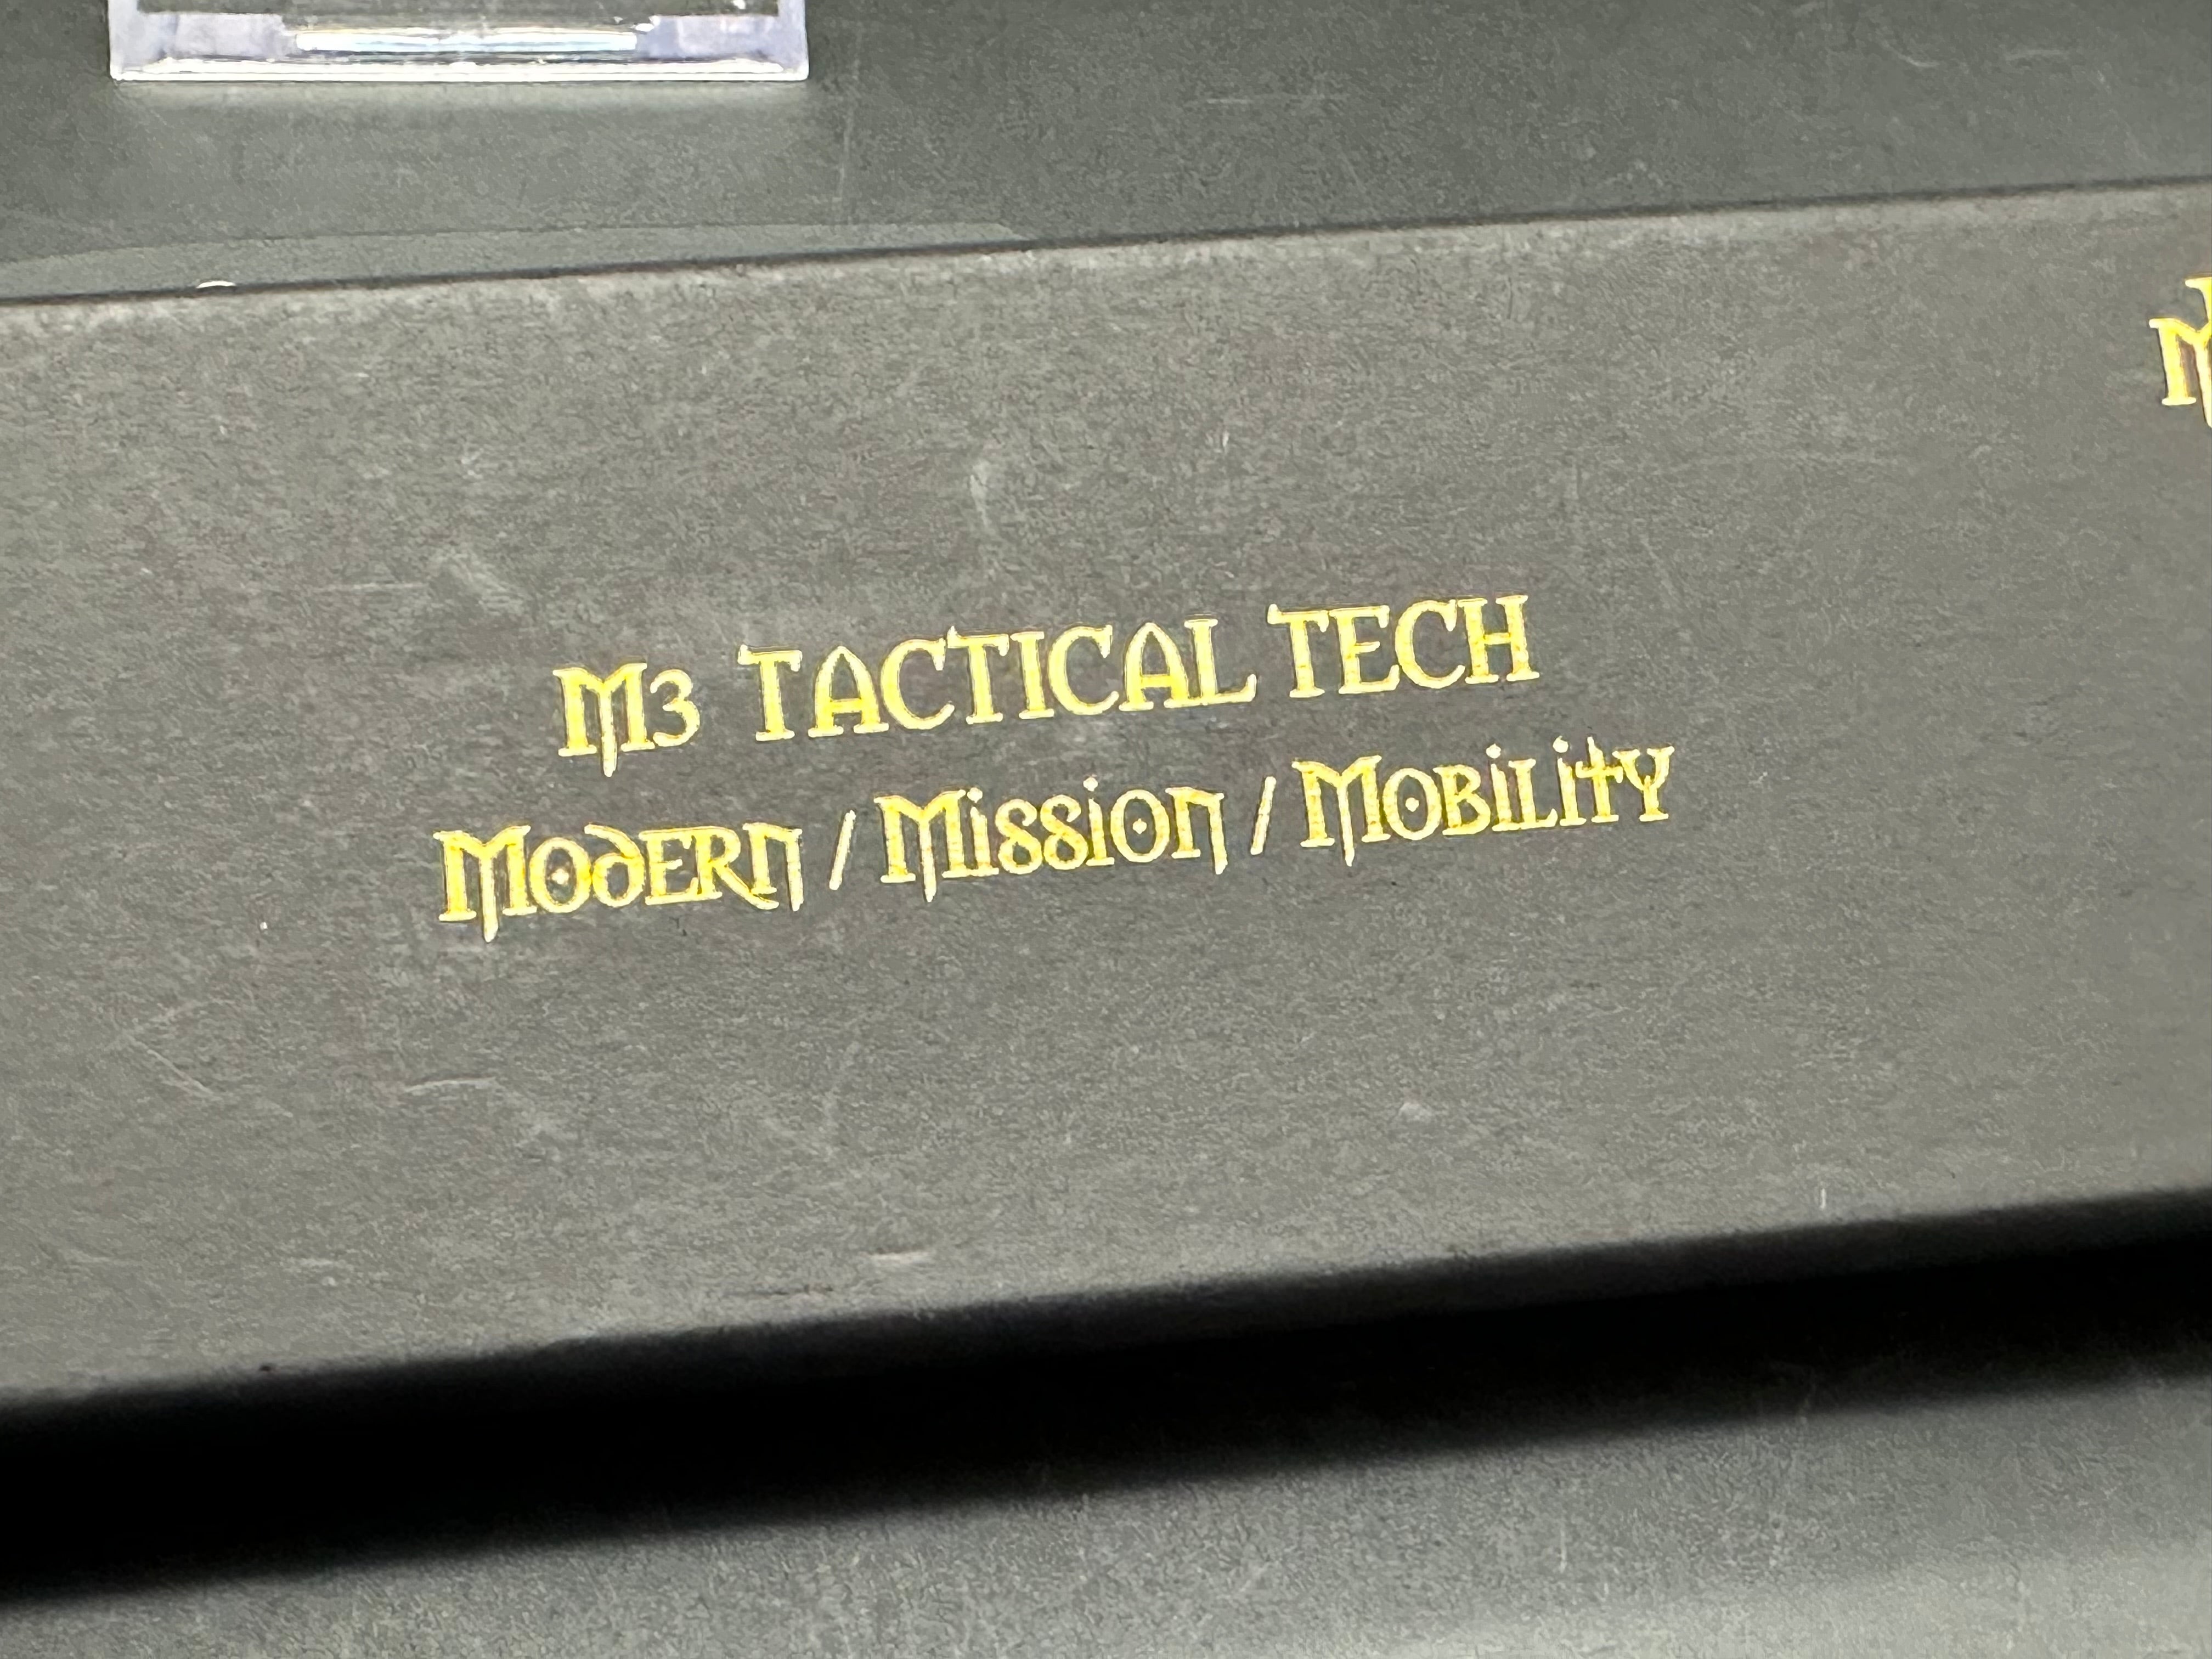 M3 TACTICAL TECH
MODERN / MiSSiON / MOBiLiTY